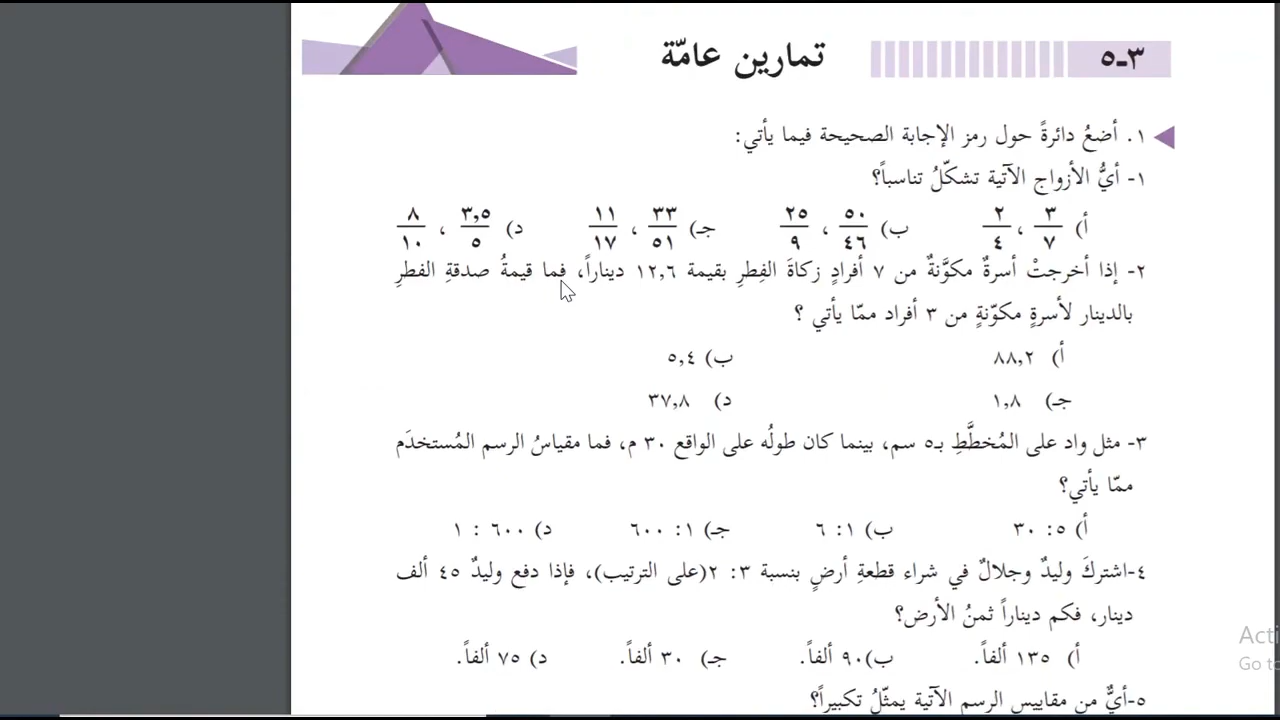 ٣-٥ تمارين عامّة
١. أضعُ دائرةً حول رمز الإجابة الصحيحة فيما يأتي:
١- أيُّ الأزواج الآتية تشكّلُ تناسباً؟
أ) ٣/٧ ، ٢/٤ ب) ٥٠/٤٦ ، ٢٥/٩ جـ) ٣٣/٥١ ، ١١/١٧ د) ٣,٥/٥ ، ٨/١٠
٢- إذا أخرجتْ أسرةٌ مكوَّنةٌ من ٧ أفرادٍ زكاةَ الفِطرِ بقيمة ١٢,٦ ديناراً، فما قيمةُ صدقةِ الفطرِ
بالدينار لأسرةٍ مكوّنةٍ من ٣ أفراد ممّا يأتي ؟
أ) ٨٨,٢ ب) ٥,٤
جـ) ١,٨ د) ٣٧,٨
٣- مثل واد على المُخطَّطِ بـ٥ سم، بينما كان طولُه على الواقع ٣٠ م، فما مقياسُ الرسم المُستخدَم
ممّا يأتي؟
أ) ٥: ٣٠ ب) ١: ٦ جـ) ١: ٦٠٠ د) ٦٠٠ : ١
٤-اشتركَ وليدٌ وجلالٌ في شراء قطعةِ أرضٍ بنسبة ٣: ٢(على الترتيب)، فإذا دفع وليدٌ ٤٥ ألف
دينار، فكم ديناراً ثمنُ الأرض؟
أ) ١٣٥ ألفاً. ب)٩٠ ألفاً. جـ) ٣٠ ألفاً. د) ٧٥ ألفاً.
٥-أيٌّ من مقاييس الرسم الآتية يمثّلُ تكبيراً؟
Acti
Go to